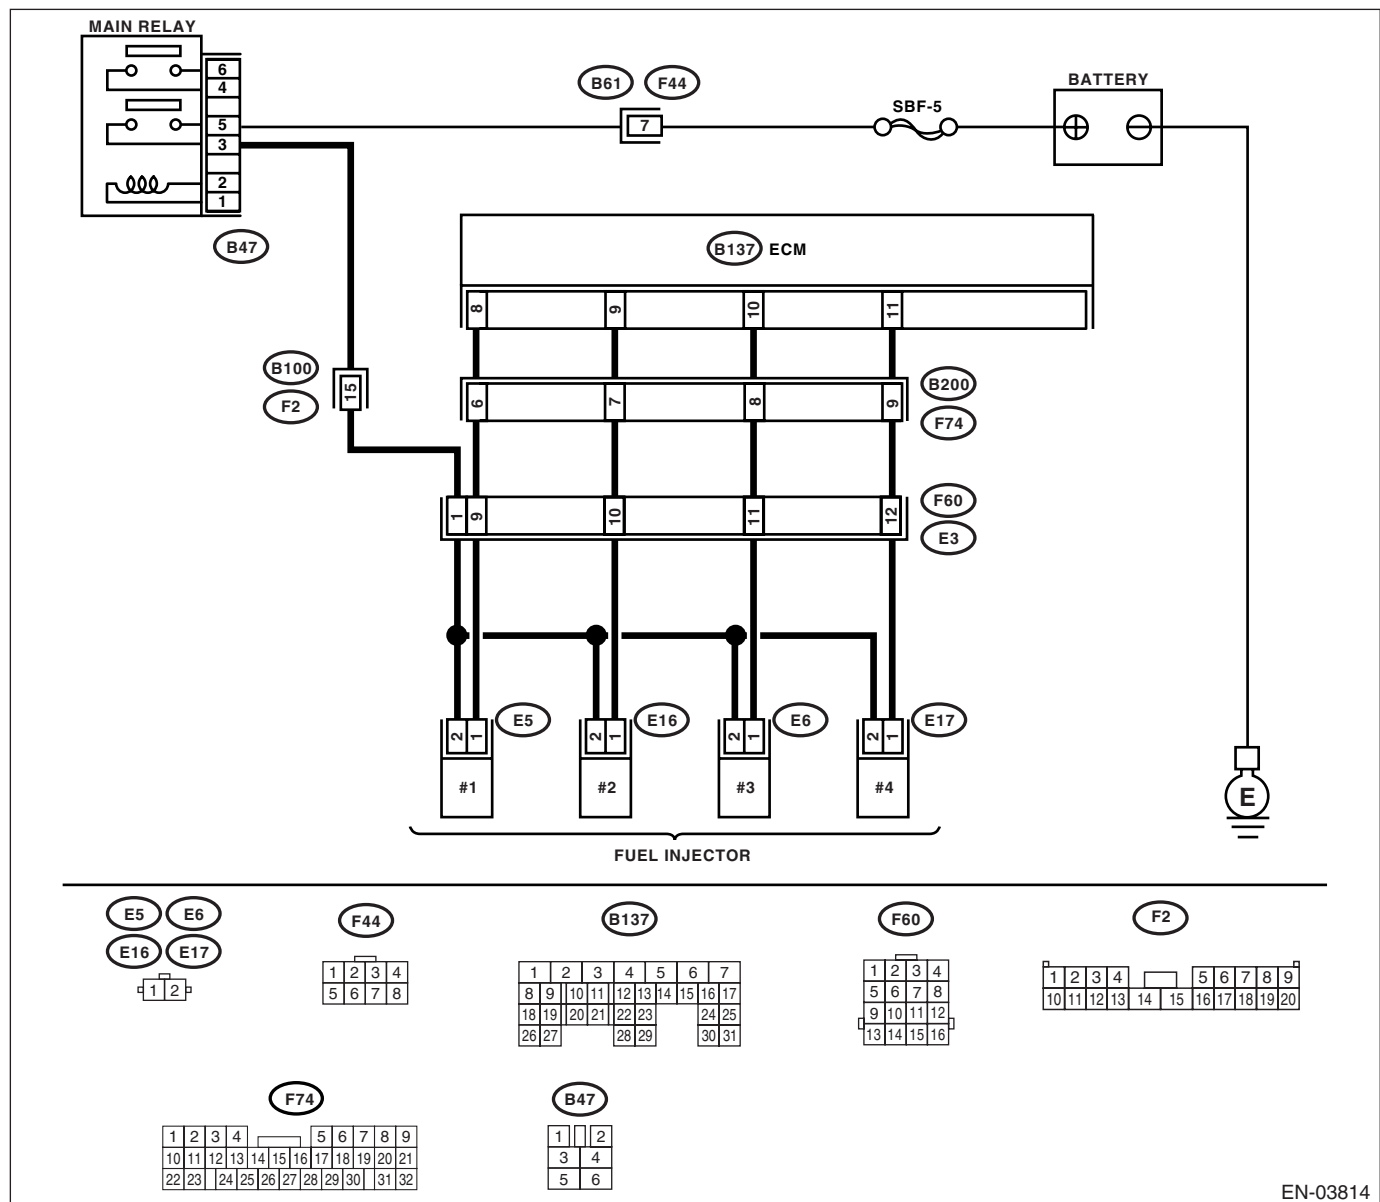 MAIN RELAY
6
4
5
3
2
1
B47
B61 F44
7
SBF-5
BATTERY
B137 ECM
8 9 10 11
B100
F2
15
6 7 8 9
B200
F74
1 9 10 11 12
F60
E3
2 1 E5
2 1 E16
2 1 E6
2 1 E17
#1 #2 #3 #4
E
FUEL INJECTOR
E5 E6
E16 E17
1 2
F44
1 2 3 4
5 6 7 8
B137
1 2 3 4 5 6 7
8 9 10 11 12 13 14 15 16 17
18 19 20 21 22 23 24 25
26 27 28 29 30 31
F60
1 2 3 4
5 6 7 8
9 10 11 12
13 14 15 16
F2
1 2 3 4 5 6 7 8 9
10 11 12 13 14 15 16 17 18 19 20
F74
1 2 3 4 5 6 7 8 9
10 11 12 13 14 15 16 17 18 19 20 21
22 23 24 25 26 27 28 29 30 31 32
B47
1 2
3 4
5 6
EN-03814